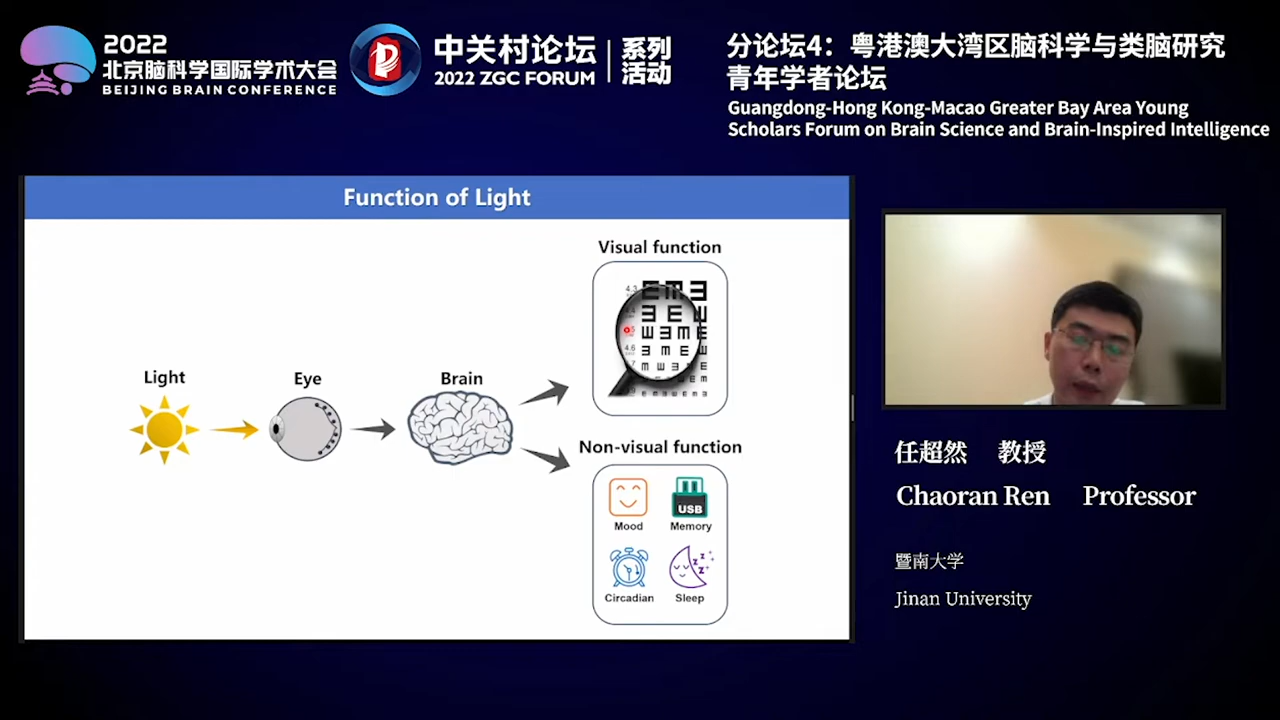 2022
北京脑科学国际学术大会
BEIJING BRAIN CONFERENCE
中关村论坛
2022 ZGC FORUM
系列
活动
分论坛4：粤港澳大湾区脑科学与类脑研究
青年学者论坛
Guangdong-Hong Kong-Macao Greater Bay Area Young
Scholars Forum on Brain Science and Brain-Inspired Intelligence
Function of Light
Visual function
4.3
4.6
Light
Eye
Brain
Non-visual function
USB
Mood
Memory
Circadian
Sleep
任超然 教授
Chaoran Ren Professor
暨南大学
Jinan University